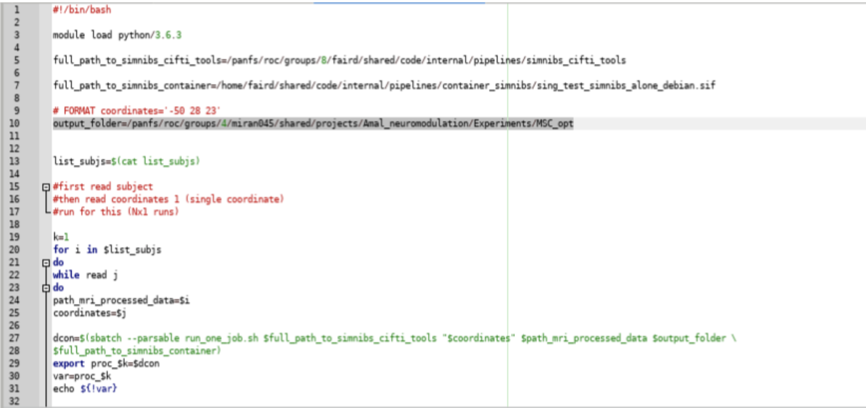 1 #!/bin/bash
2
3 module load python/3.6.3
4
5 full_path_to_simnibs_cifti_tools=/panfs/roc/groups/8/faird/shared/code/internal/pipelines/simnibs_cifti_tools
6
7 full_path_to_simnibs_container=/home/faird/shared/code/internal/pipelines/container_simnibs/sing_test_simnibs_alone_debian.sif
8
9 # FORMAT coordinates='-50 28 23'
10 output_folder=/panfs/roc/groups/4/miran045/shared/projects/Amal_neuromodulation/Experiments/MSC_opt
11
12
13 list_subjs=$(cat list_subjs)
14
15 #first read subject
16 #then read coordinates 1 (single coordinate)
17 #run for this (Nx1 runs)
18
19 k=1
20 for i in $list_subjs
21 do
22 while read j
23 do
24 path_mri_processed_data=$i
25 coordinates=$j
26
27 dcon=$(sbatch --parsable run_one_job.sh $full_path_to_simnibs_cifti_tools "$coordinates" $path_mri_processed_data $output_folder \
28 $full_path_to_simnibs_container)
29 export proc_$k=$dcon
30 var=proc_$k
31 echo ${!var}
32